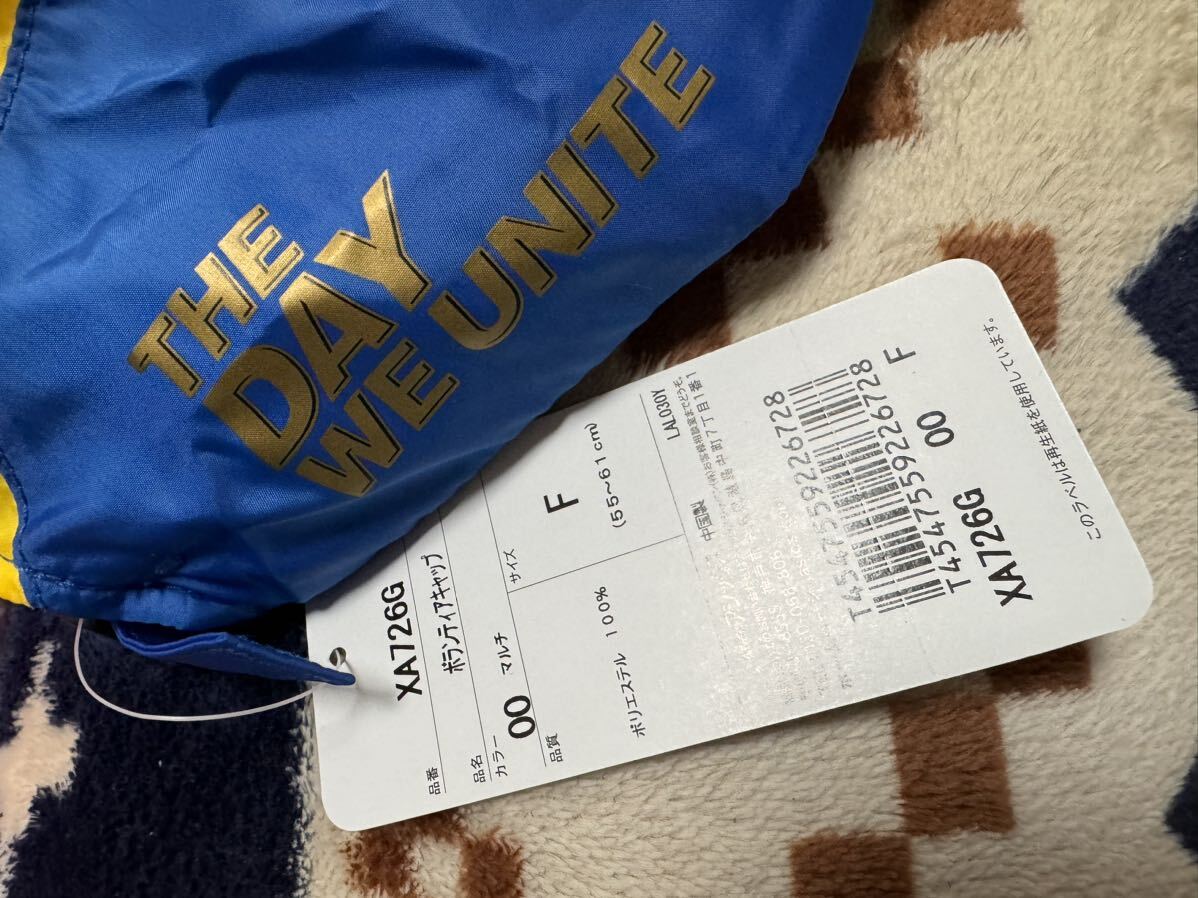 THE
DAY
WE UNITE
品番
XA726G
品名
ボランティアキャップ
カラー
00 マルチ
サイズ
F
(55~61cm)
品質
ポリエステル 100%
LAL030Y
中国製
T4547559226728
T4547559226728
00
F
XA726G
このラベルは再生紙を使用しています。